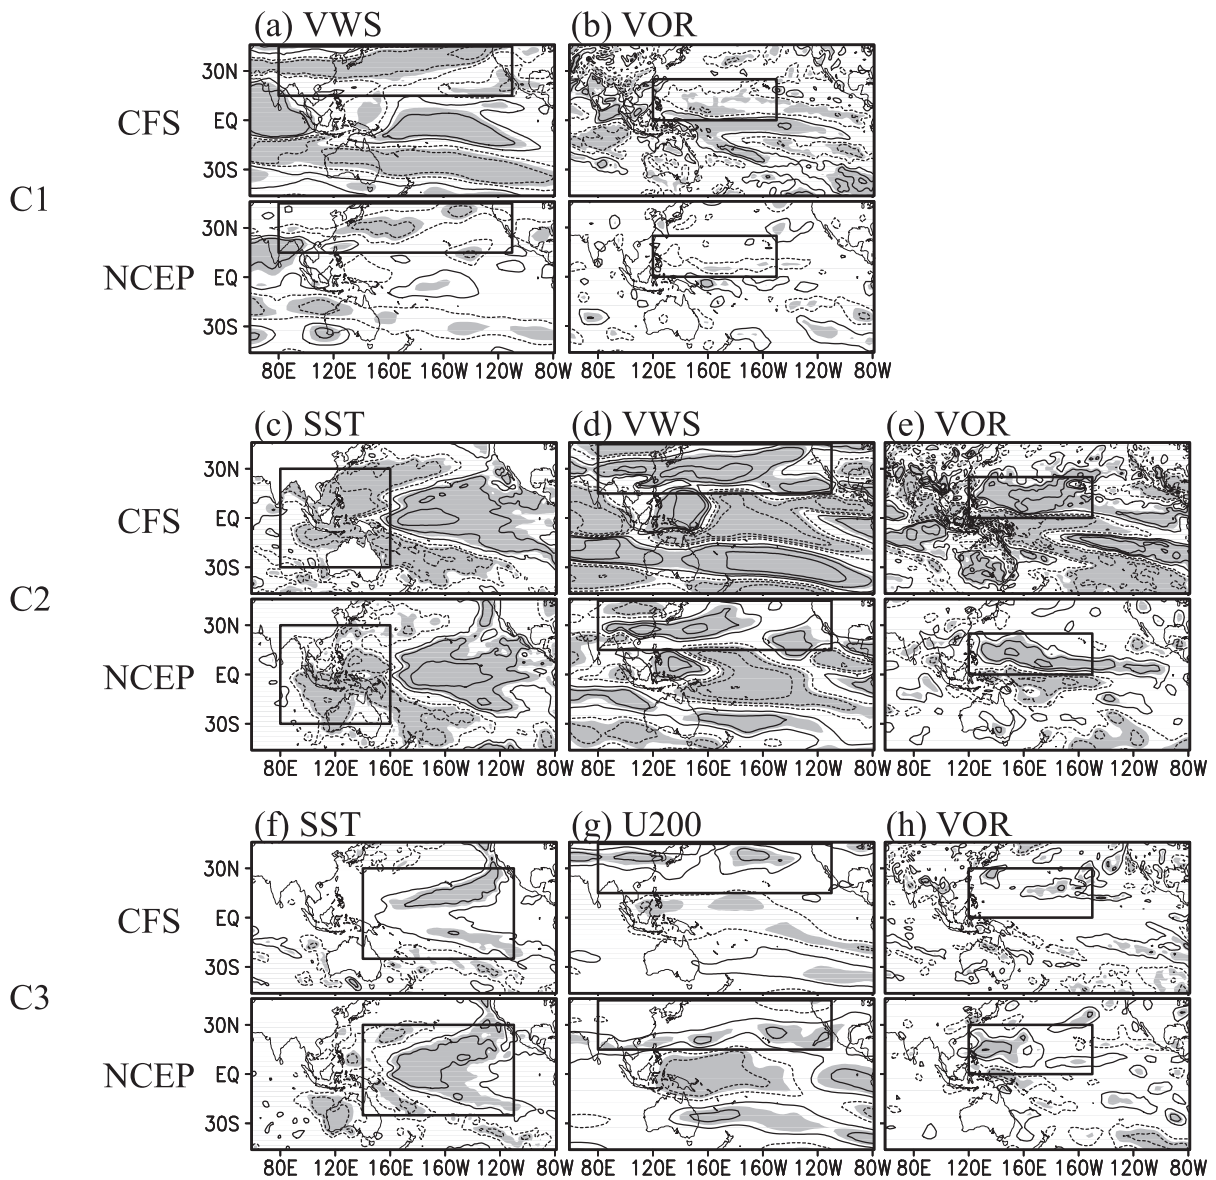 (a) VWS (b) VOR
C1
CFS
30N
EQ
30S
NCEP
30N
EQ
30S
80E 120E 160E 160W 120W 80W 80E 120E 160E 160W 120W 80W
(c) SST (d) VWS (e) VOR
C2
CFS
30N
EQ
30S
NCEP
30N
EQ
30S
80E 120E 160E 160W 120W 80W 80E 120E 160E 160W 120W 80W 80E 120E 160E 160W 120W 80W
(f) SST (g) U200 (h) VOR
C3
CFS
30N
EQ
30S
NCEP
30N
EQ
30S
80E 120E 160E 160W 120W 80W 80E 120E 160E 160W 120W 80W 80E 120E 160E 160W 120W 80W